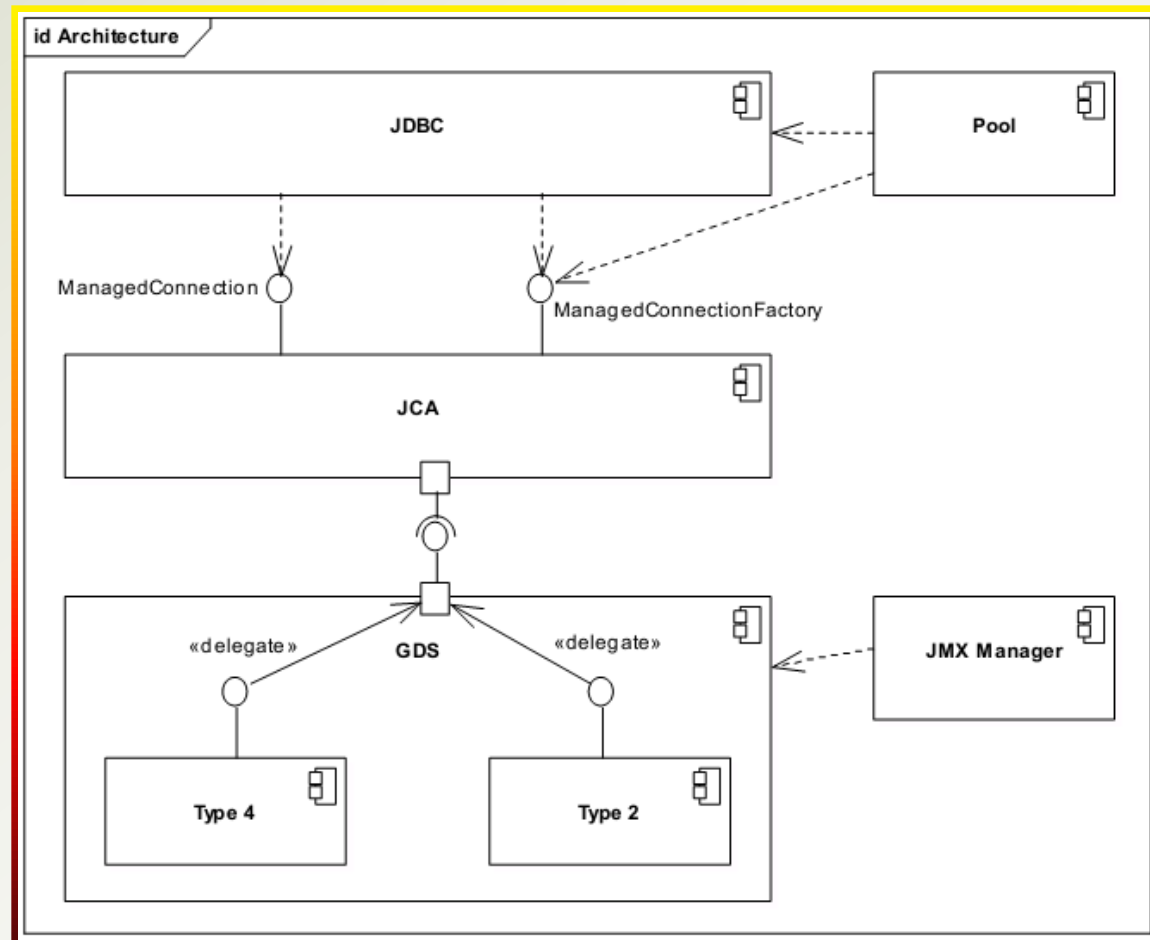 id Architecture
JDBC
Pool
ManagedConnection
ManagedConnectionFactory
JCA
«delegate»
«delegate»
GDS
JMX Manager
Type 4
Type 2